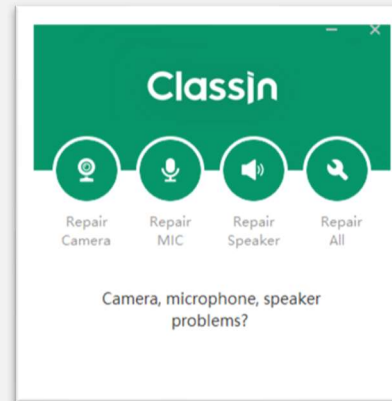 ClassIn
Repair Camera
Repair MIC
Repair Speaker
Repair All
Camera, microphone, speaker
problems?